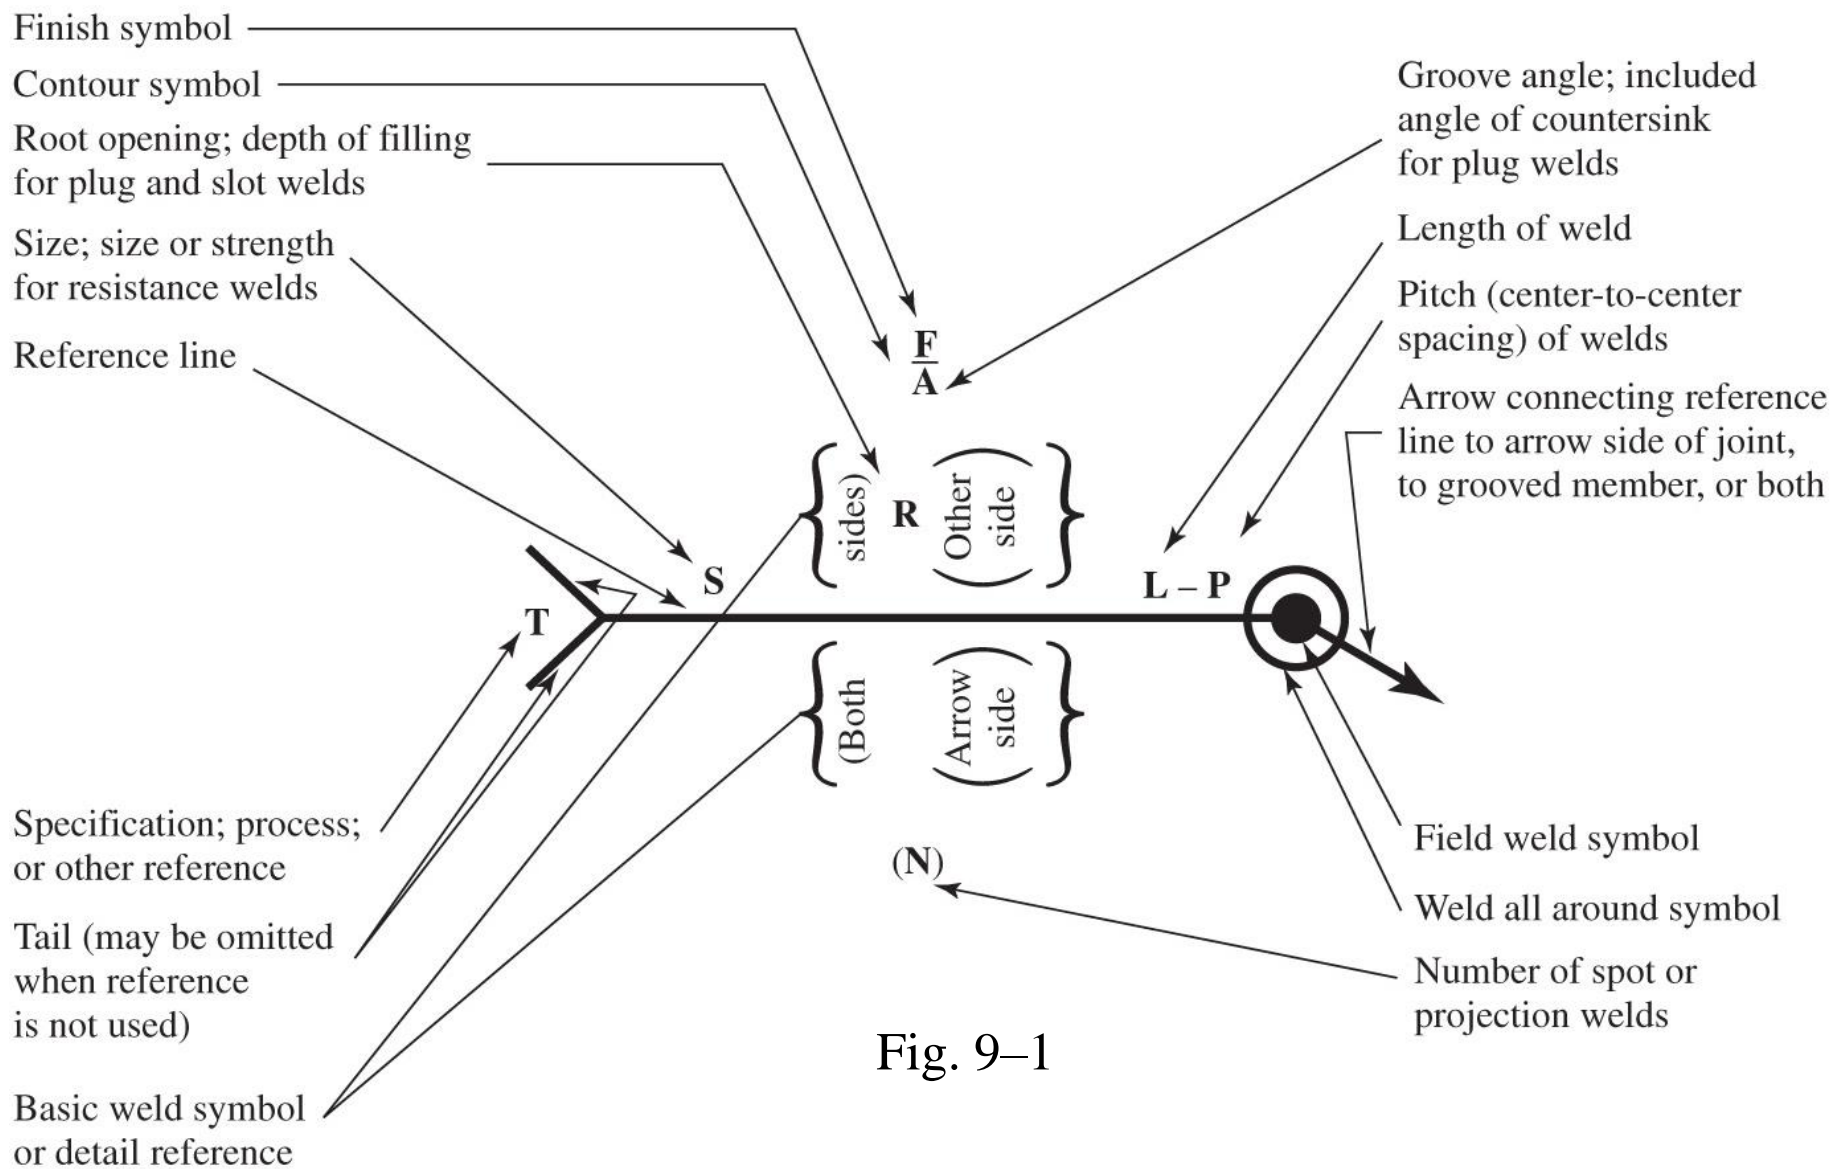 Finish symbol
Contour symbol
Root opening; depth of filling
for plug and slot welds
Size; size or strength
for resistance welds
Reference line
Groove angle; included
angle of countersink
for plug welds
Length of weld
Pitch (center-to-center
spacing) of welds
Arrow connecting reference
line to arrow side of joint,
to grooved member, or both
F
A
sides)
R
Other
side
S
L – P
T
(Both
Arrow
side
(N)
Specification; process;
or other reference
Tail (may be omitted
when reference
is not used)
Basic weld symbol
or detail reference
Field weld symbol
Weld all around symbol
Number of spot or
projection welds
Fig. 9–1